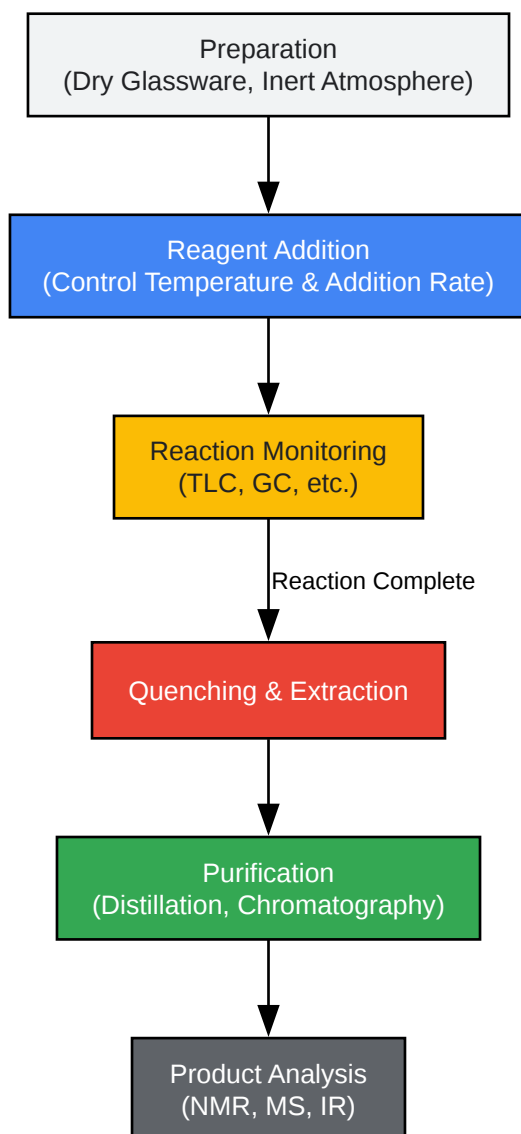 Preparation
(Dry Glassware, Inert Atmosphere)
Reagent Addition
(Control Temperature & Addition Rate)
Reaction Monitoring
(TLC, GC, etc.)
Reaction Complete
Quenching & Extraction
Purification
(Distillation, Chromatography)
Product Analysis
(NMR, MS, IR)